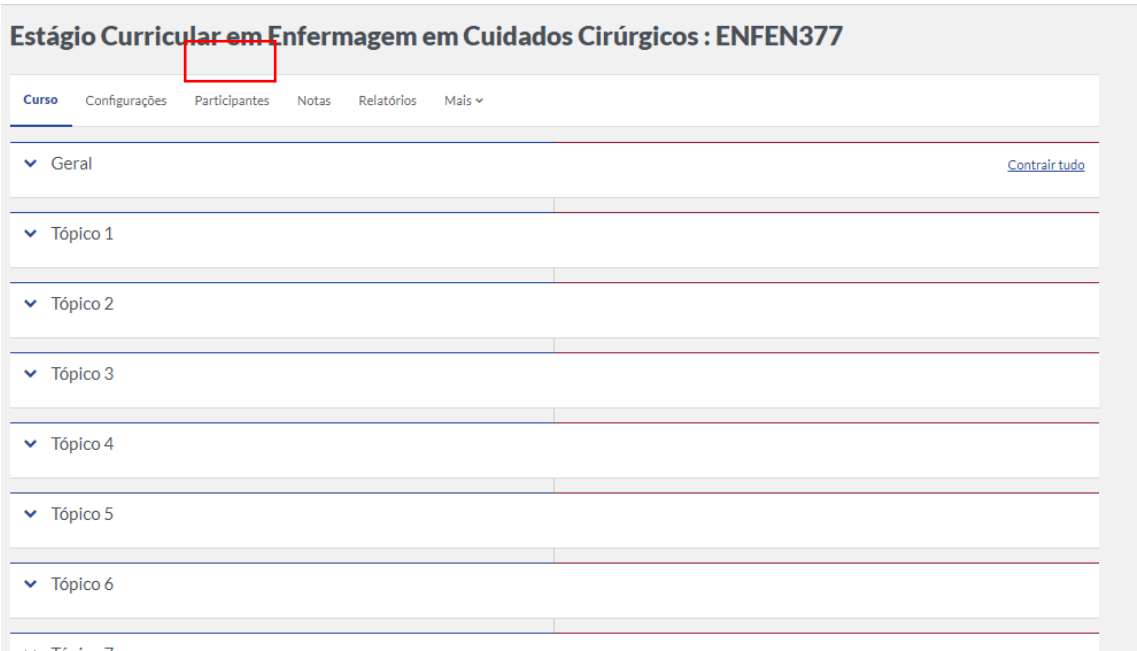 Estágio Curricular em Enfermagem em Cuidados Cirúrgicos : ENFEN377
Curso Configurações Participantes Notas Relatórios Mais
Geral Contrair tudo
Tópico 1
Tópico 2
Tópico 3
Tópico 4
Tópico 5
Tópico 6